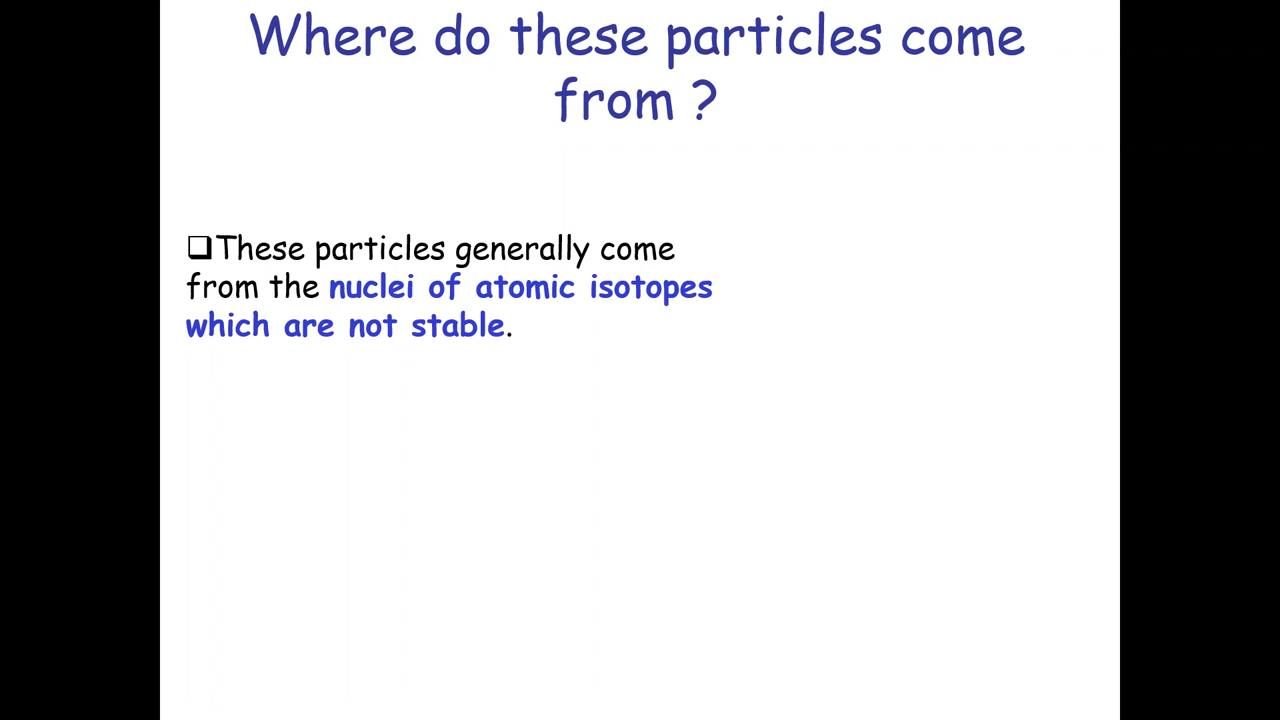 Where do these particles come
from ?
❑These particles generally come
from the nuclei of atomic isotopes
which are not stable.